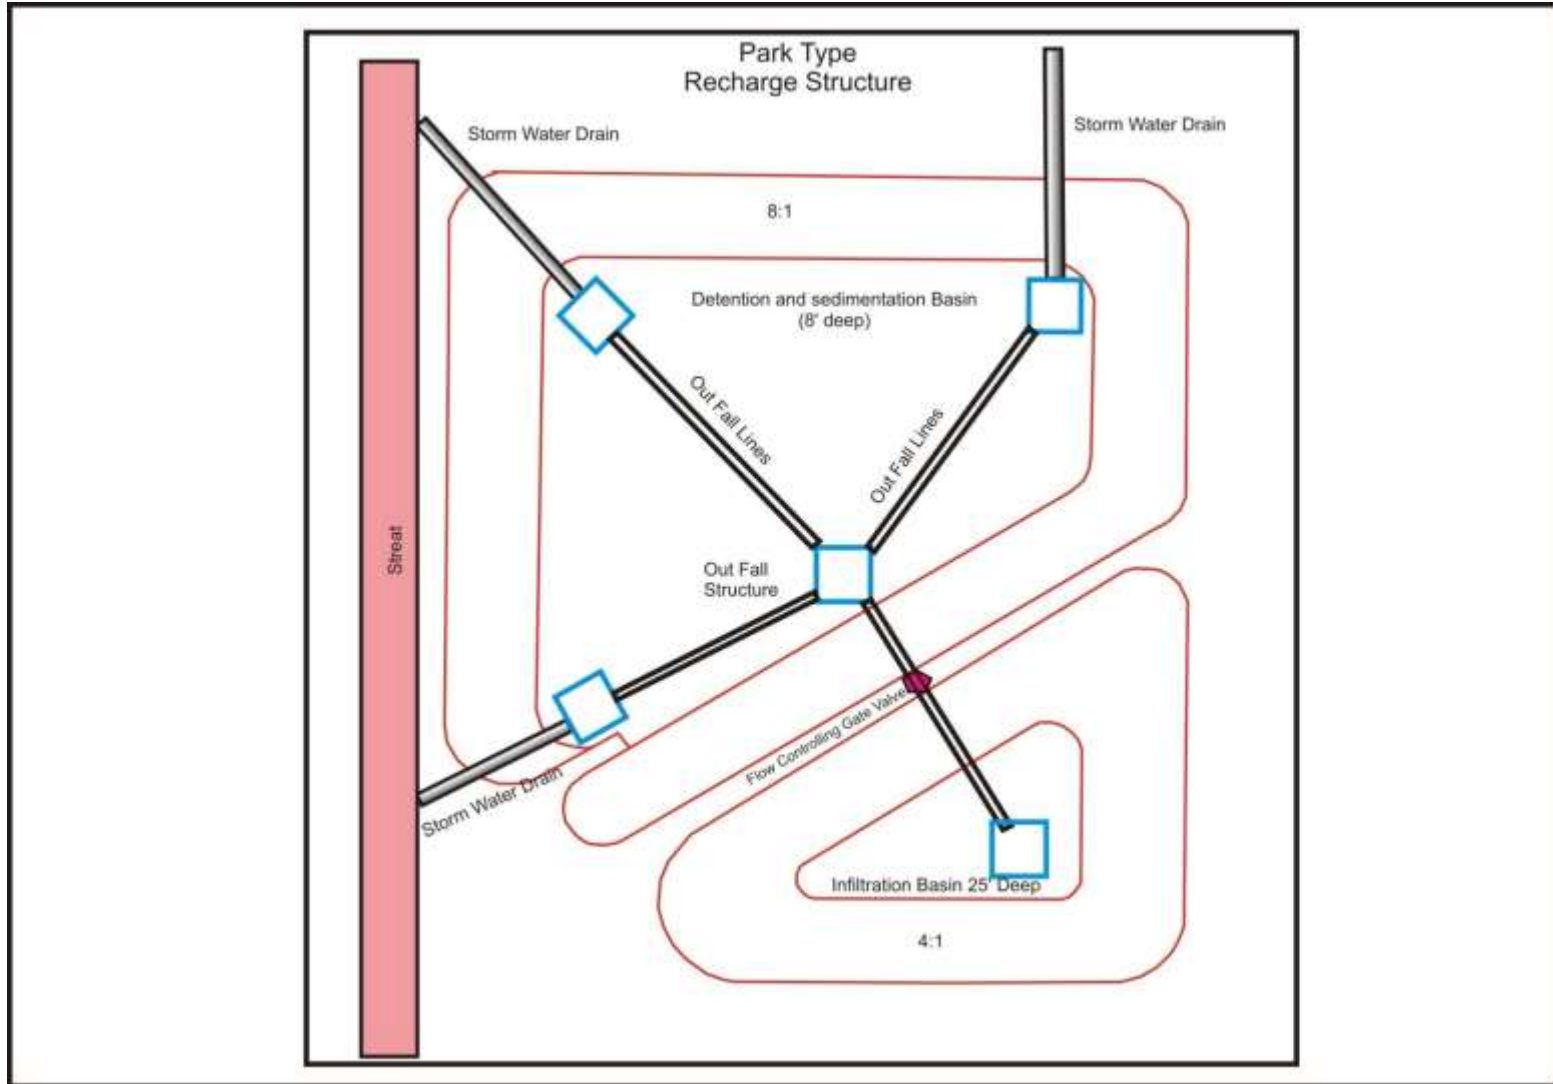 Park Type
Recharge Structure
Storm Water Drain
Storm Water Drain
8:1
Detention and sedimentation Basin
(8' deep)
Out Fall Lines
Out Fall Lines
Streat
Out Fall
Structure
Flow Controlling Gate Valve
Storm Water Drain
Infiltration Basin 25' Deep
4:1